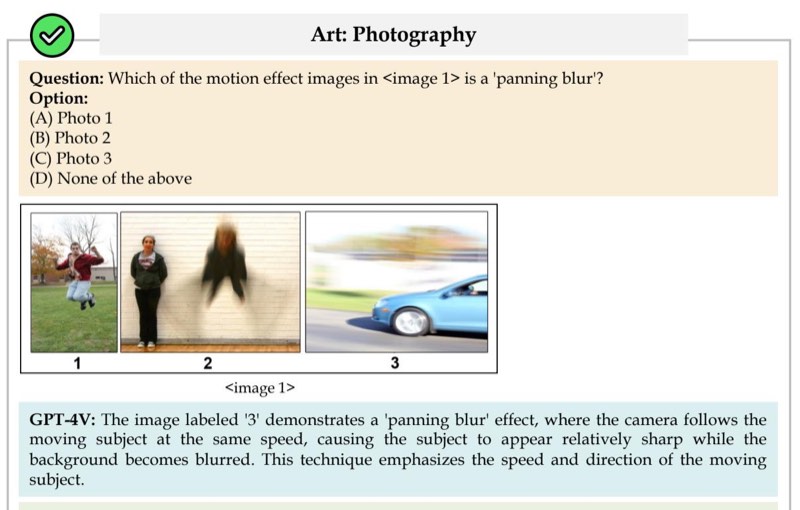 Art: Photography
Question: Which of the motion effect images in <image 1> is a 'panning blur'?
Option:
(A) Photo 1
(B) Photo 2
(C) Photo 3
(D) None of the above
1
2
3
<image 1>
GPT-4V: The image labeled '3' demonstrates a 'panning blur' effect, where the camera follows the
moving subject at the same speed, causing the subject to appear relatively sharp while the
background becomes blurred. This technique emphasizes the speed and direction of the moving
subject.